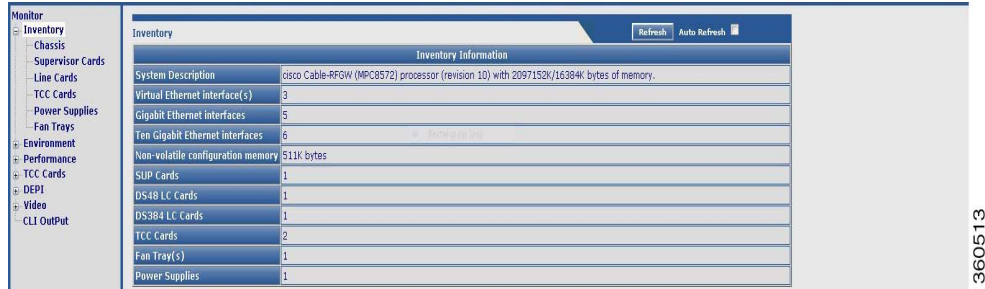 Monitor
Inventory
Chassis
Supervisor Cards
Line Cards
TCC Cards
Power Supplies
Fan Trays
Environment
Performance
TCC Cards
DEPI
Video
CLI OutPut
Inventory
Refresh Auto Refresh
Inventory Information
System Description cisco Cable-RFGW (MPC8572) processor (revision 10) with 2097152K/16384K bytes of memory.
Virtual Ethernet interface(s) 3
Gigabit Ethernet interfaces 5
Ten Gigabit Ethernet interfaces 6
Non-volatile configuration memory 511K bytes
SUP Cards 1
DS48 LC Cards 1
DS384 LC Cards 1
TCC Cards 2
Fan Tray(s) 1
Power Supplies 1
360513